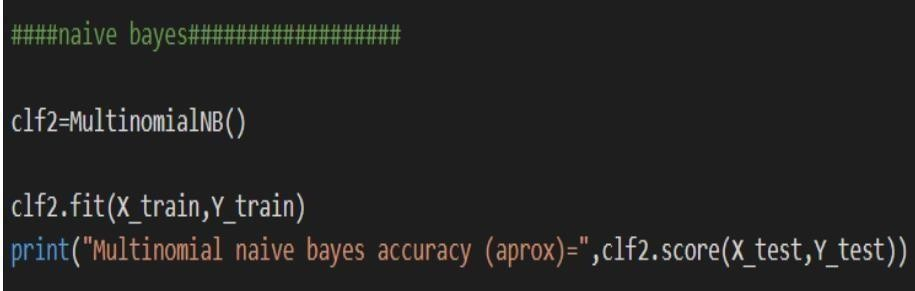 ####naive bayes##################
clf2=MultinomialNB()
clf2.fit(X_train,Y_train)
print("Multinomial naive bayes accuracy (aprox)=",clf2.score(X_test,Y_test))